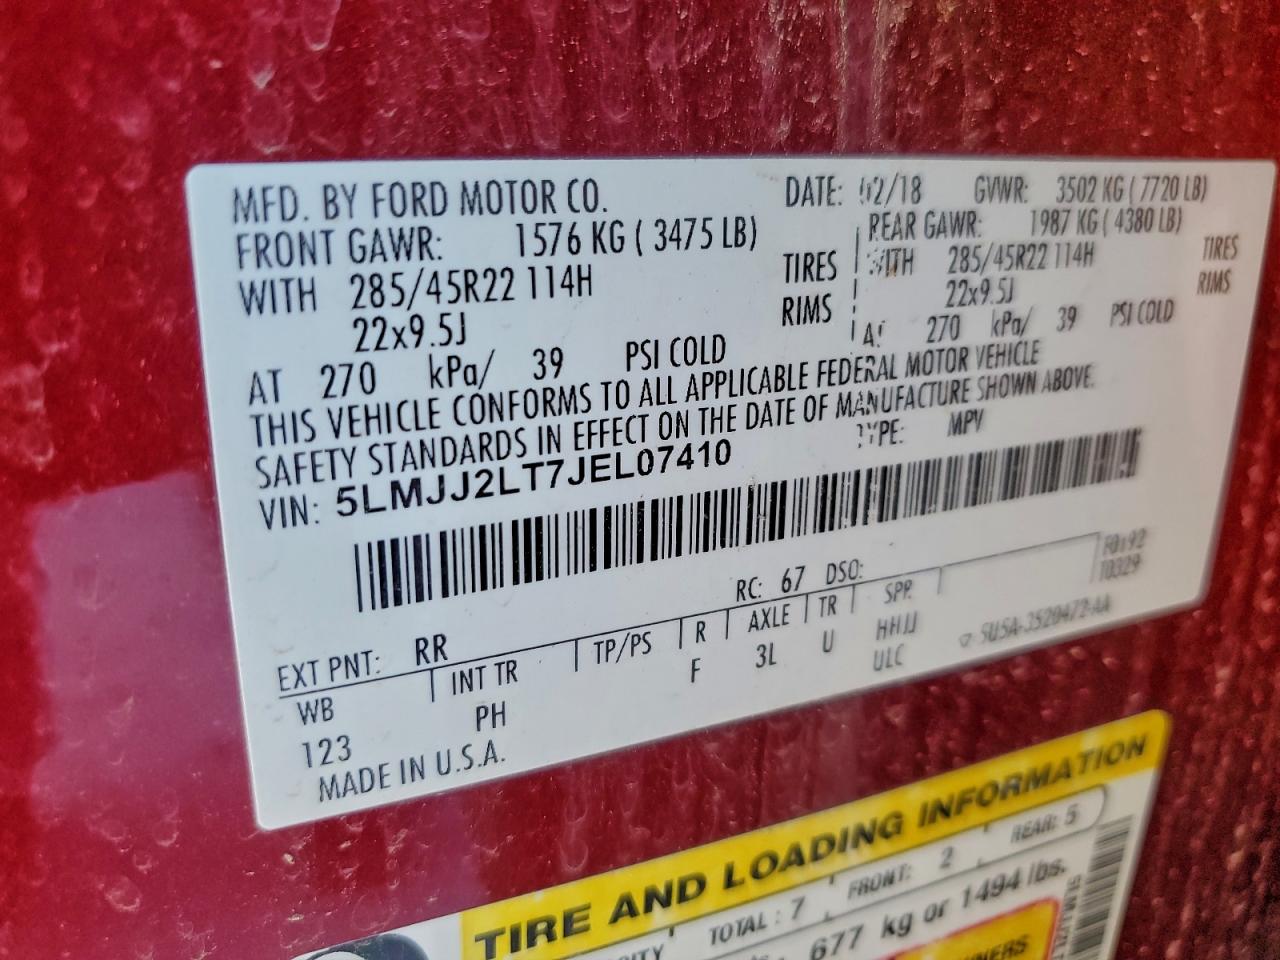 MFD. BY FORD MOTOR CO. DATE: 02/18 GVWR: 3502 KG ( 7720 LB)
FRONT GAWR: 1576 KG ( 3475 LB) REAR GAWR: 1987 KG ( 4380 LB)
WITH 285/45R22 114H TIRES WITH 285/45R22 114H TIRES
22x9.5J RIMS 22x9.5J RIMS
AT 270 kPa/ 39 PSI COLD AT 270 kPa/ 39 PSI COLD
THIS VEHICLE CONFORMS TO ALL APPLICABLE FEDERAL MOTOR VEHICLE
SAFETY STANDARDS IN EFFECT ON THE DATE OF MANUFACTURE SHOWN ABOVE.
VIN: 5LMJJ2LT7JEL07410 TYPE: MPV
F0192
T0329
EXT PNT: RR RC: 67 DSO:
WB INT TR TP/PS R AXLE TR SPR
123 PH F 3L U HHJJ
ULC
5U5A-3520472-AA
MADE IN U.S.A.
TIRE AND LOADING INFORMATION
TOTAL : 7 FRONT: 2 REAR: 5
677 kg or 1494 lbs.